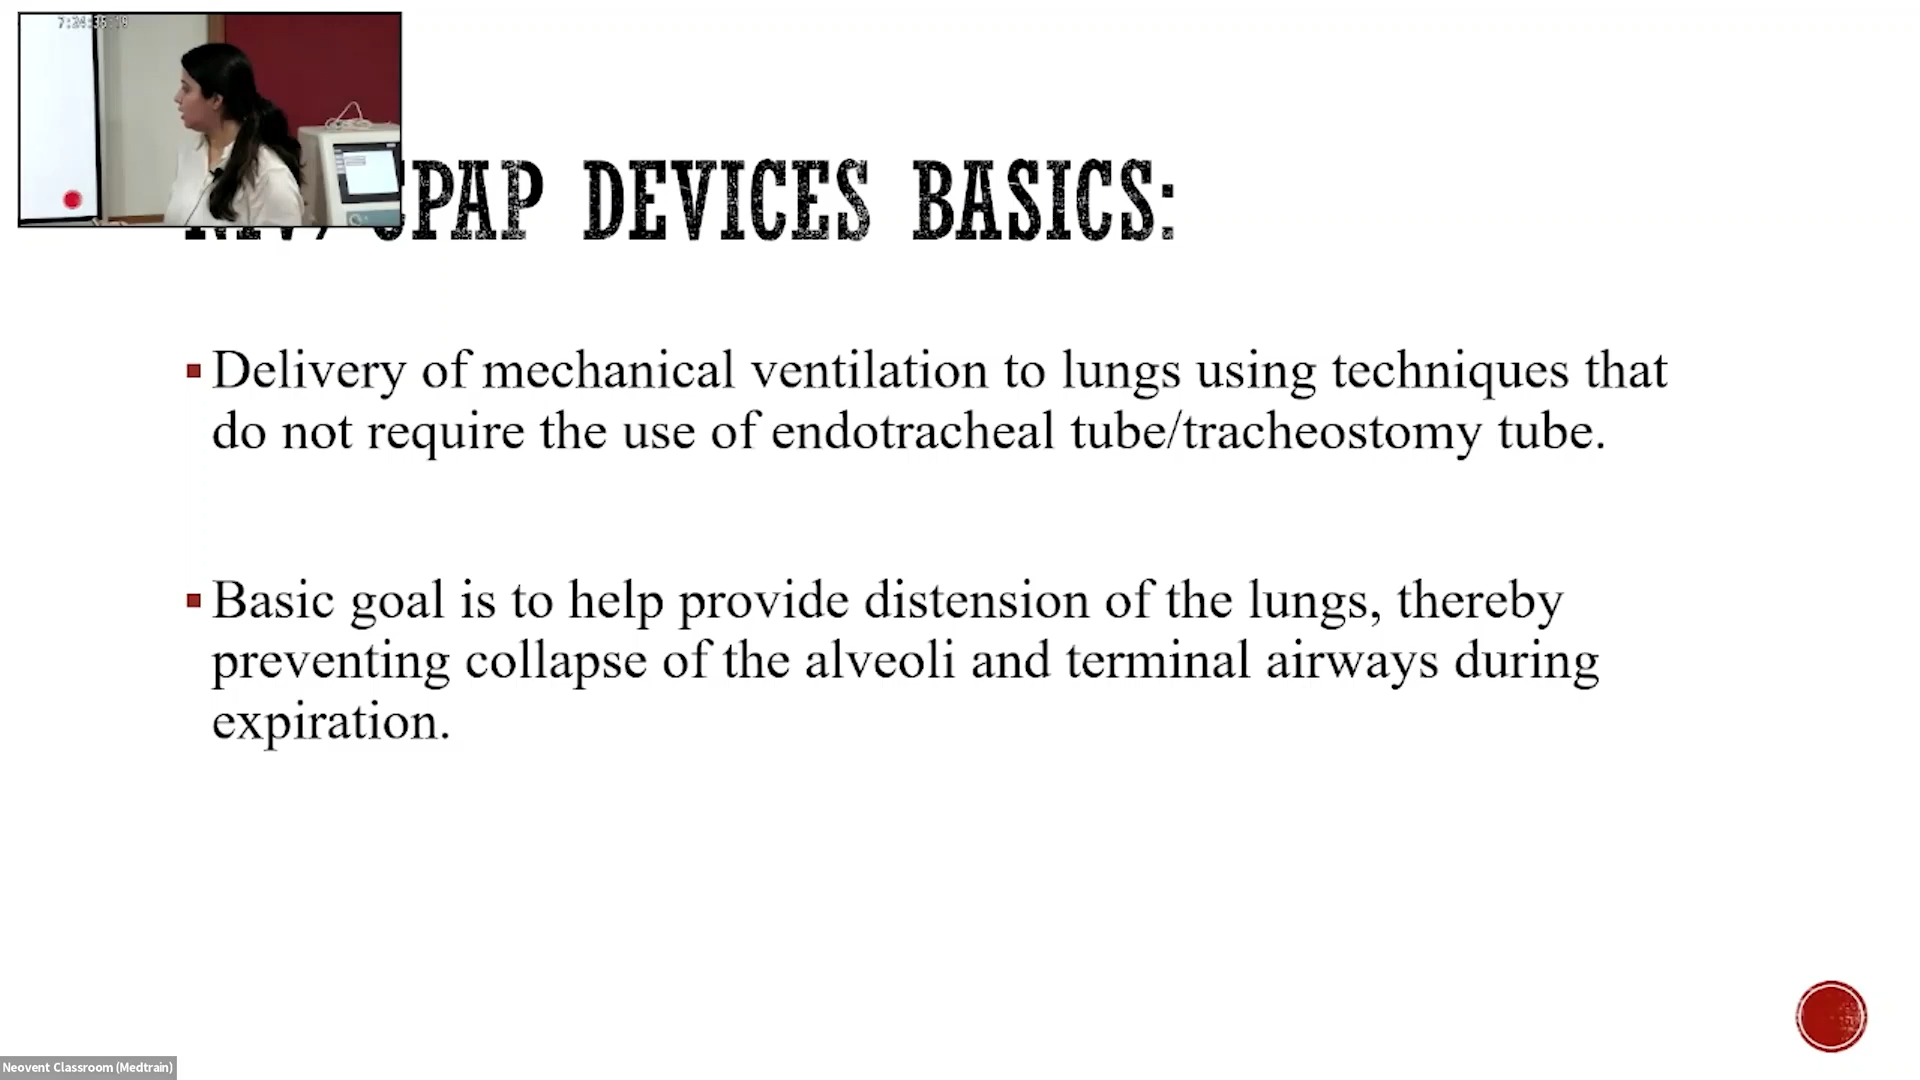 CPAP DEVICES BASICS:
Delivery of mechanical ventilation to lungs using techniques that
do not require the use of endotracheal tube/tracheostomy tube.
Basic goal is to help provide distension of the lungs, thereby
preventing collapse of the alveoli and terminal airways during
expiration.
Neovent Classroom (Medtrain)